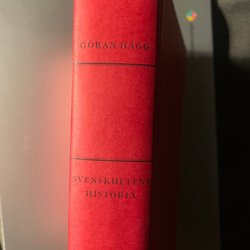 GÖRAN HÄGG
SVENSKHETENS
HISTORIA